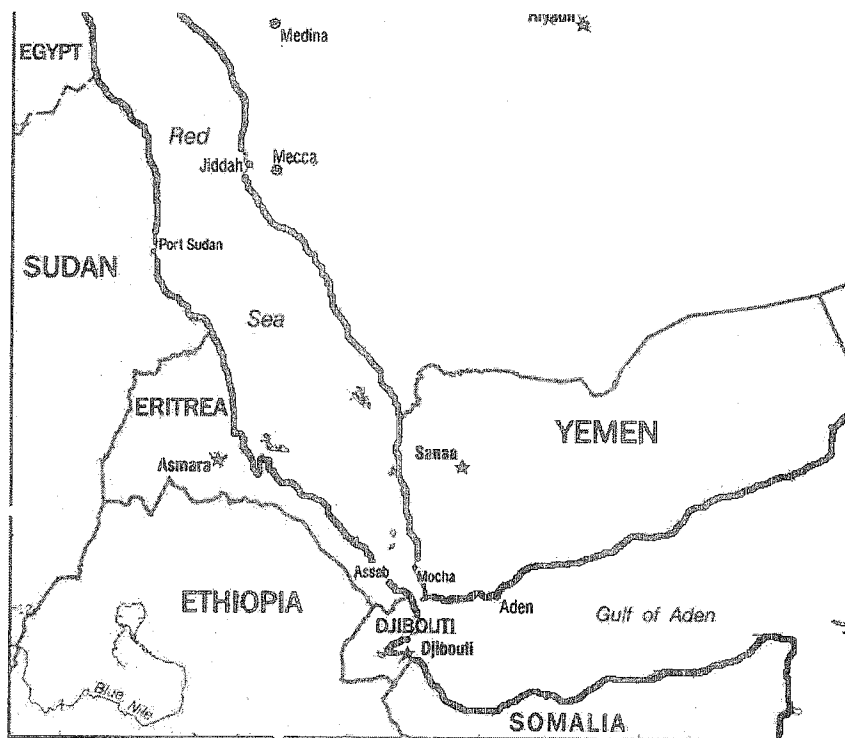 Riyadh
Medina
EGYPT
Red
Jiddah
Mecca
Port Sudan
SUDAN
Sea
ERITREA
YEMEN
Sanaa
Asmara
Assab
Mocha
ETHIOPIA
Aden
Gulf of Aden
DJIBOUTI
Djibouti
Blue Nile
SOMALIA